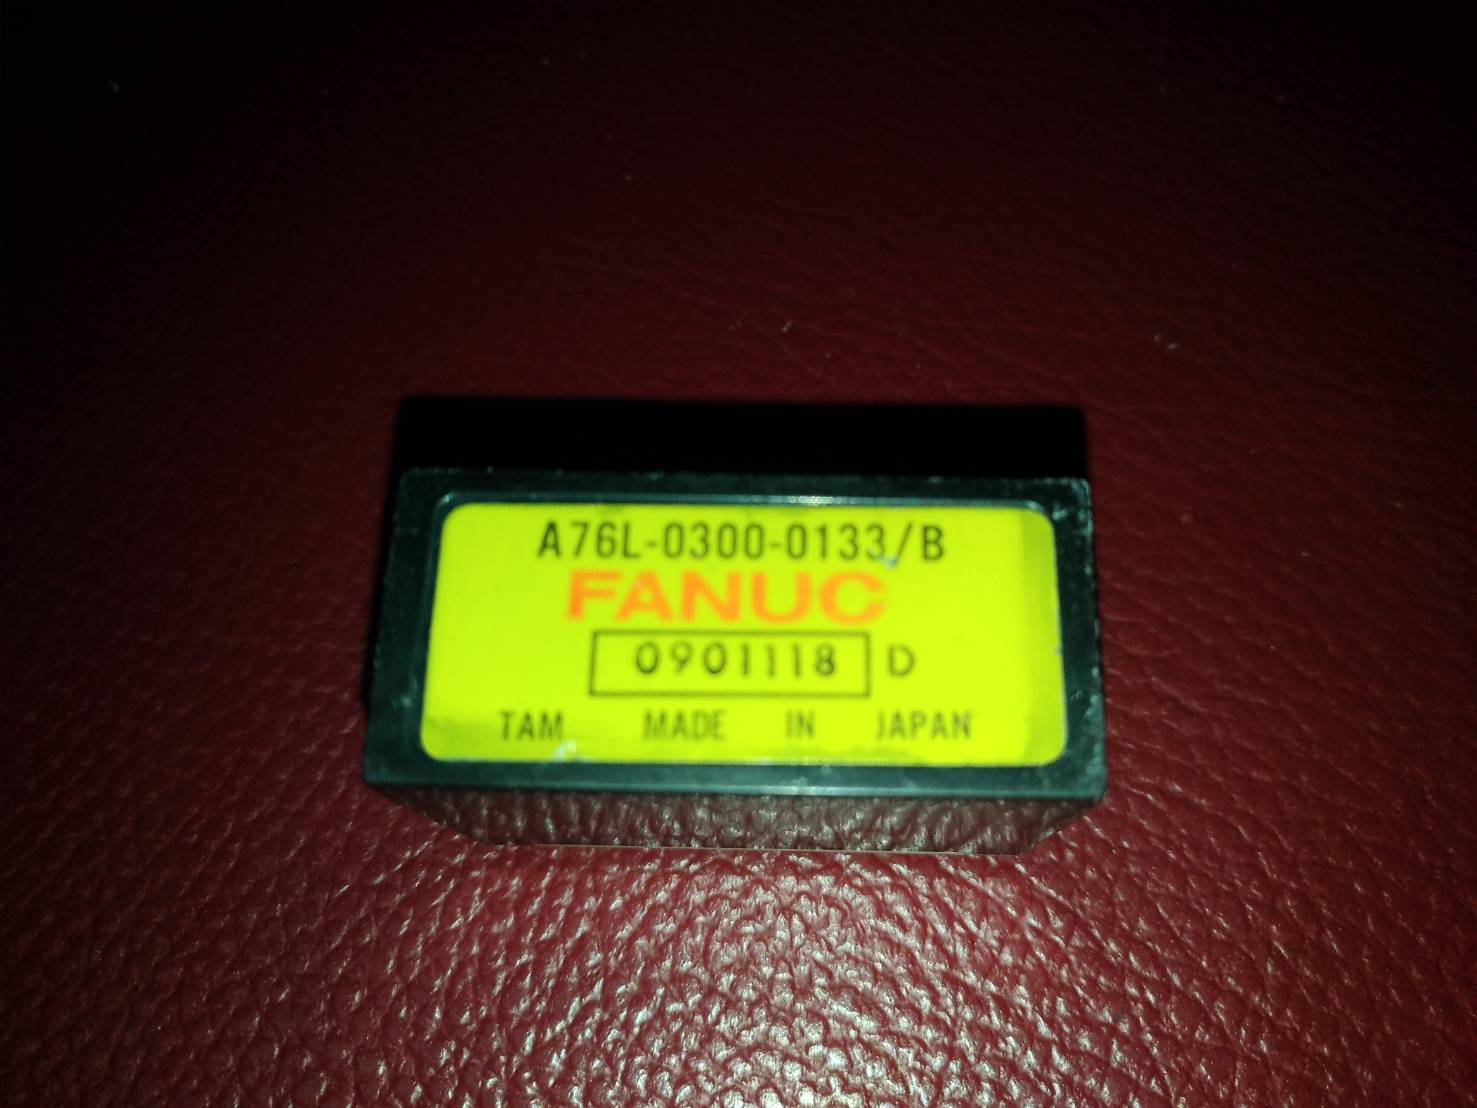 A76L-0300-0133/B
FANUC
0901118 D
TAM MADE IN JAPAN